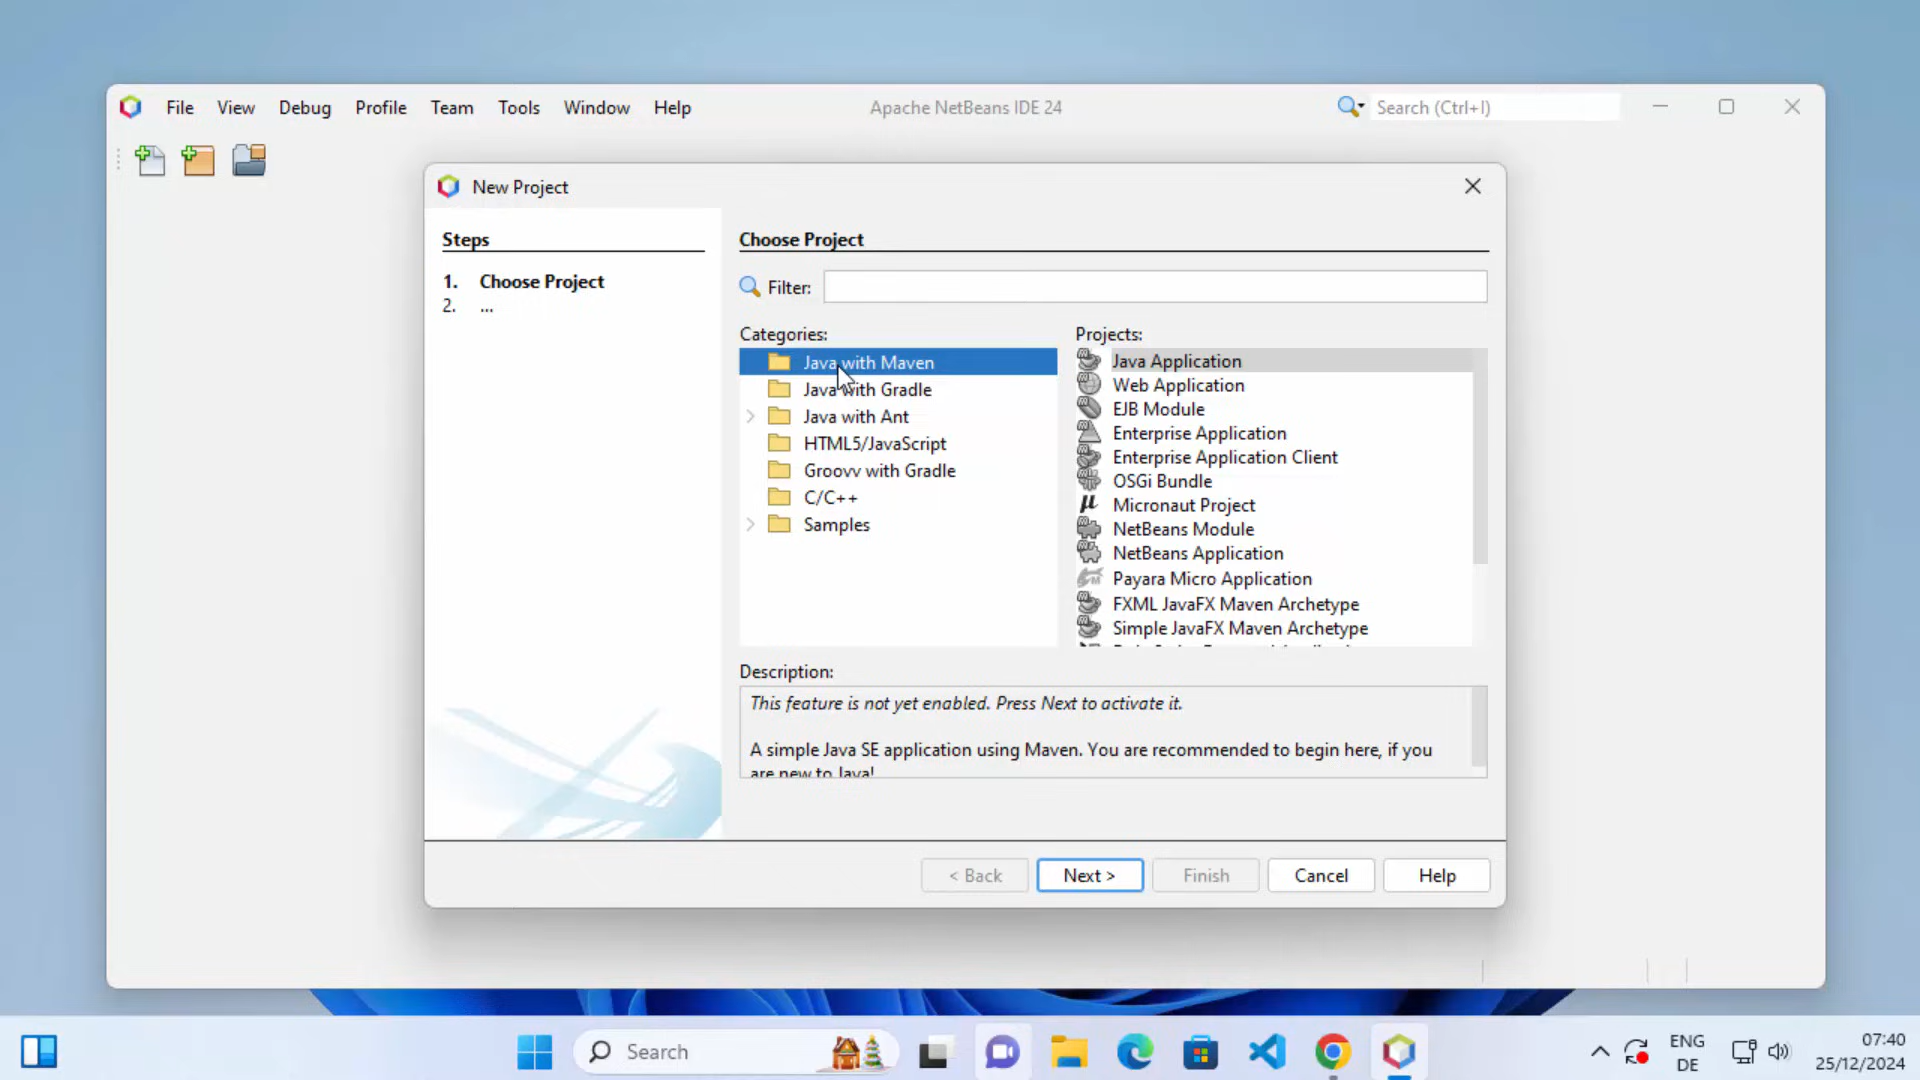 File View Debug Profile Team Tools Window Help
Apache NetBeans IDE 24
Search (Ctrl+I)
New Project
Steps
1. Choose Project
2. ...
Choose Project
Filter:
Categories:
Java with Maven
Java with Gradle
Java with Ant
HTML5/JavaScript
Groovy with Gradle
C/C++
Samples
Projects:
Java Application
Web Application
EJB Module
Enterprise Application
Enterprise Application Client
OSGi Bundle
Micronaut Project
NetBeans Module
NetBeans Application
Payara Micro Application
FXML JavaFX Maven Archetype
Simple JavaFX Maven Archetype
Description:
This feature is not yet enabled. Press Next to activate it.
A simple Java SE application using Maven. You are recommended to begin here, if you
are new to Java!
< Back Next > Finish Cancel Help
Search
ENG
DE
07:40
25/12/2024